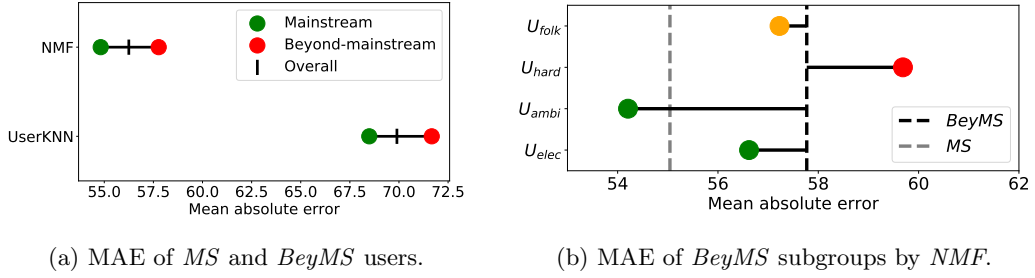 NMF
UserKNN
Mainstream
Beyond-mainstream
Overall
55.0 57.5 60.0 62.5 65.0 67.5 70.0 72.5
Mean absolute error
(a) MAE of MS and BeyMS users.
U_folk
U_hard
U_ambi
U_elec
BeyMS
MS
54 56 58 60 62
Mean absolute error
(b) MAE of BeyMS subgroups by NMF.